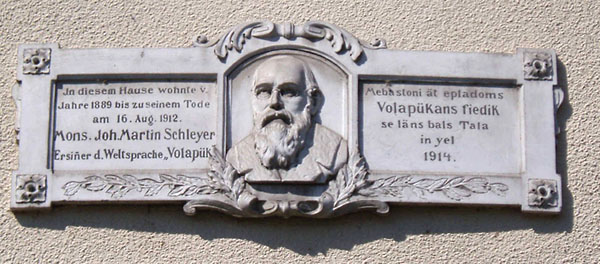 In diesem Hause wohnte v.
Jahre 1889 bis zu seinem Tode
am 16. Aug. 1912.
Mons. Joh. Martin Schleyer
Erfiñer d. Weltsprache „Volapük“
Mebastoni ät epladoms
Volapükans fiedik
se läns bals Tala
in yel
1914.